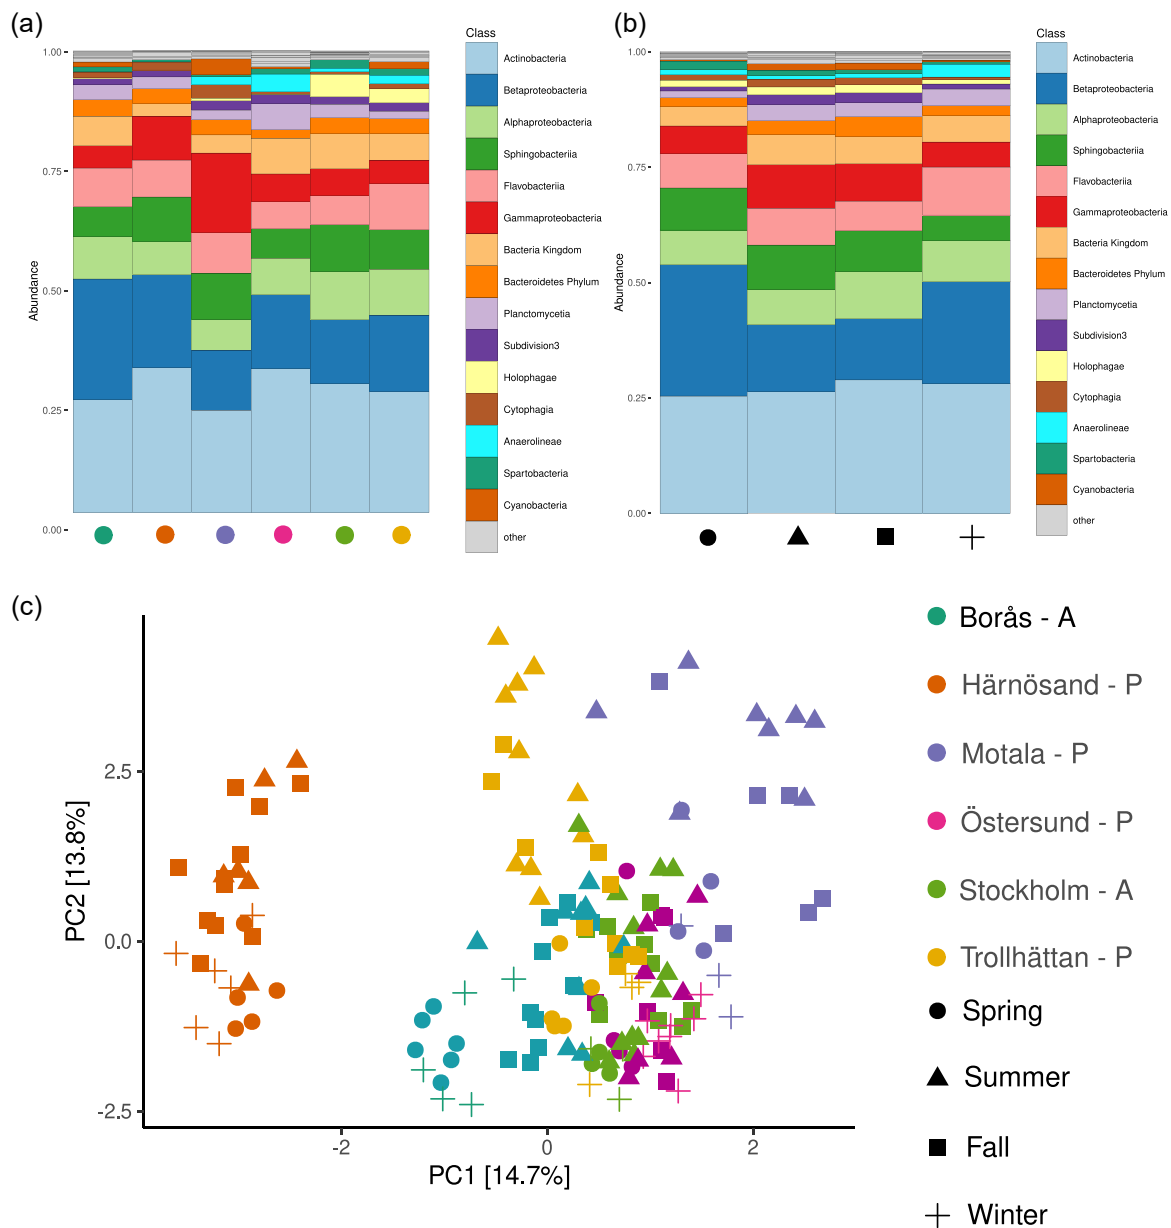 (a)
1.00
0.75
0.50
0.25
0.00
Abundance
Class
Actinobacteria
Betaproteobacteria
Alphaproteobacteria
Sphingobacteriia
Flavobacteriia
Gammaproteobacteria
Bacteria Kingdom
Bacteroidetes Phylum
Planctomycetia
Subdivision3
Holophagae
Cytophagia
Anaerolineae
Spartobacteria
Cyanobacteria
other
(b)
1.00
0.75
0.50
0.25
0.00
Abundance
Class
Actinobacteria
Betaproteobacteria
Alphaproteobacteria
Sphingobacteriia
Flavobacteriia
Gammaproteobacteria
Bacteria Kingdom
Bacteroidetes Phylum
Planctomycetia
Subdivision3
Holophagae
Cytophagia
Anaerolineae
Spartobacteria
Cyanobacteria
other
(c)
2.5
0.0
-2.5
PC2 [13.8%]
-2
0
2
PC1 [14.7%]
Borås - A
Härnösand - P
Motala - P
Östersund - P
Stockholm - A
Trollhättan - P
Spring
Summer
Fall
Winter